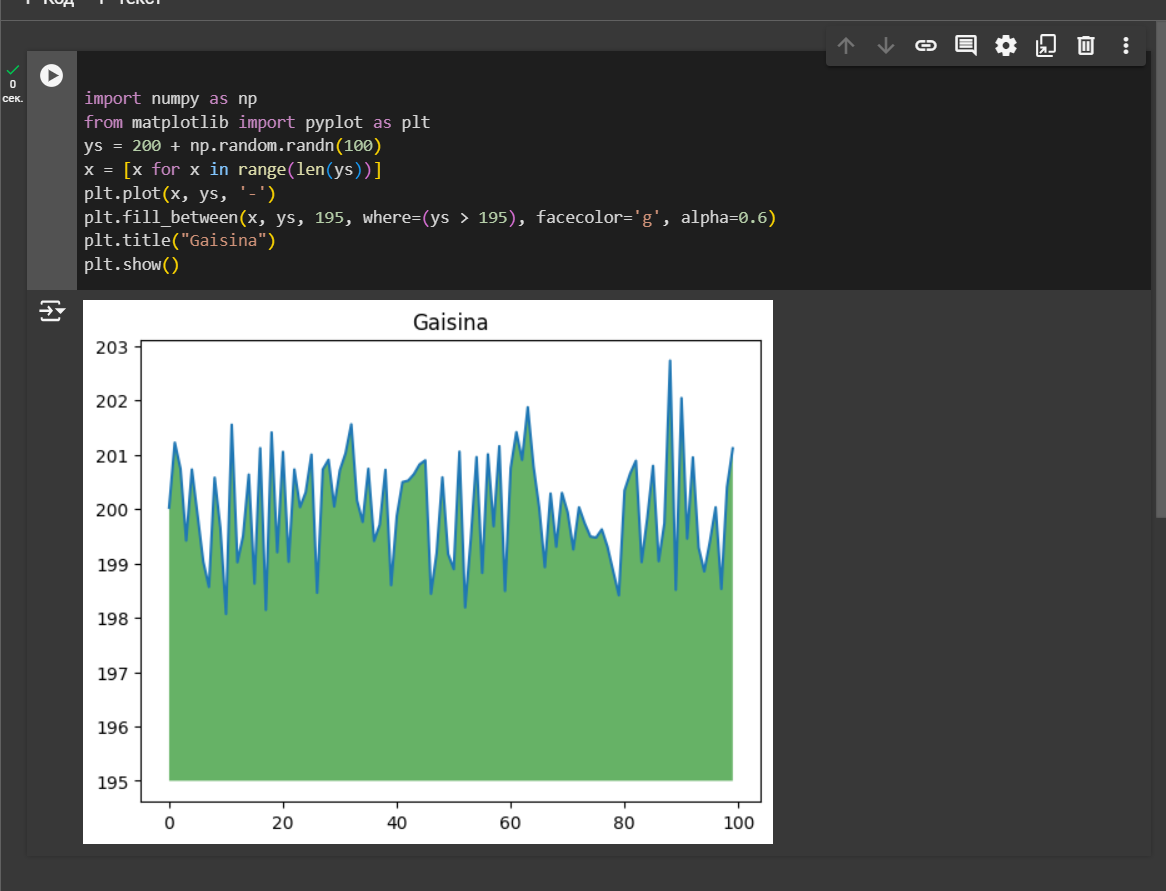 + Код + Текст
0
сек.
import numpy as np
from matplotlib import pyplot as plt
ys = 200 + np.random.randn(100)
x = [x for x in range(len(ys))]
plt.plot(x, ys, '-')
plt.fill_between(x, ys, 195, where=(ys > 195), facecolor='g', alpha=0.6)
plt.title("Gaisina")
plt.show()
Gaisina
203
202
201
200
199
198
197
196
195
0 20 40 60 80 100